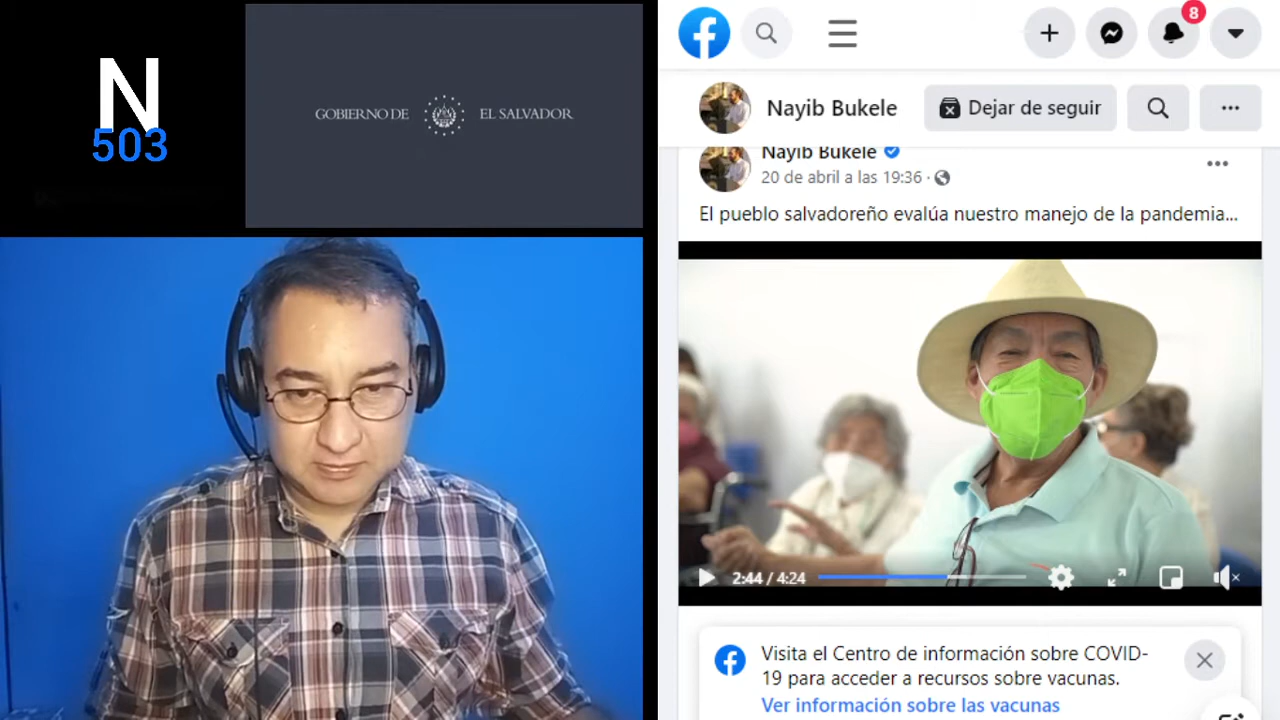 N
503
GOBIERNO DE EL SALVADOR
8
Nayib Bukele
Dejar de seguir
Nayib Bukele
20 de abril a las 19:36 ·
El pueblo salvadoreño evalúa nuestro manejo de la pandemia...
2:44 / 4:24
Visita el Centro de información sobre COVID-
19 para acceder a recursos sobre vacunas.
Ver información sobre las vacunas